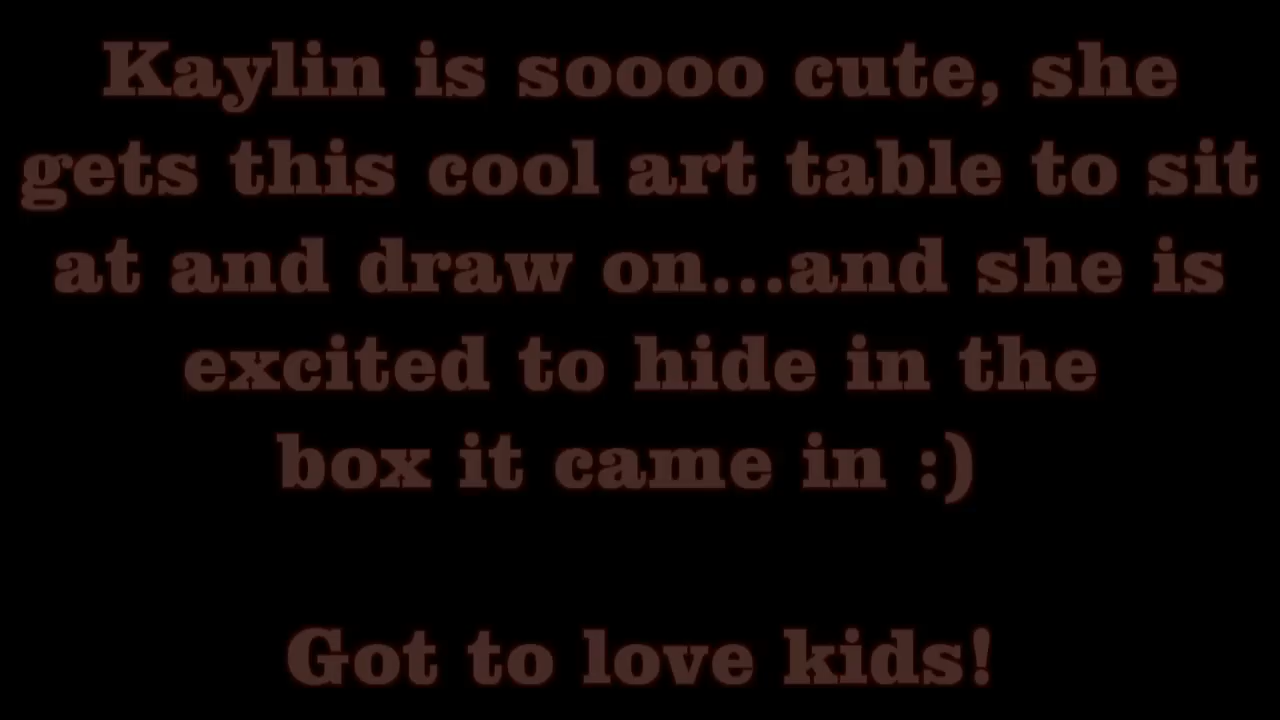 Kaylin is soooo cute, she
gets this cool art table to sit
at and draw on...and she is
excited to hide in the
box it came in :)
Got to love kids!